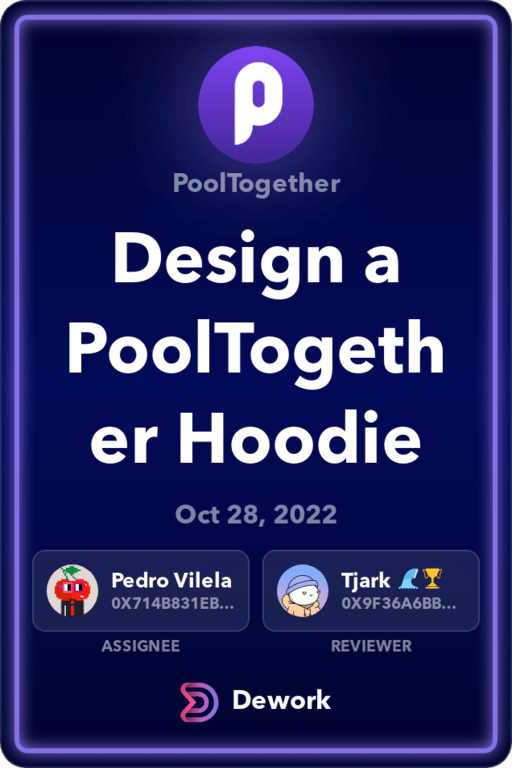 PoolTogether
Design a
PoolTogeth
er Hoodie
Oct 28, 2022
Pedro Vilela
0X714B831EB...
Tjark 🌊🏆
0X9F36A6BB...
ASSIGNEE
REVIEWER
Dework